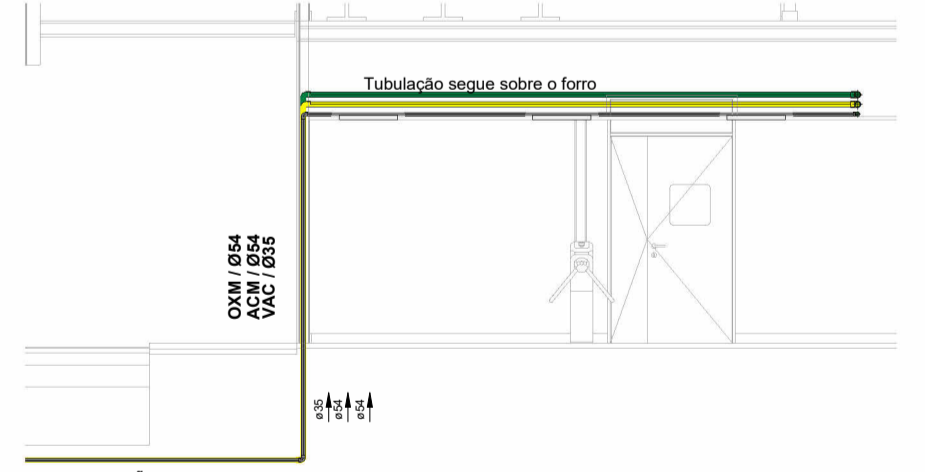 Tubulação segue sobre o forro
OXM / Ø54
ACM / Ø54
VAC / Ø35
ø35
ø54
ø54